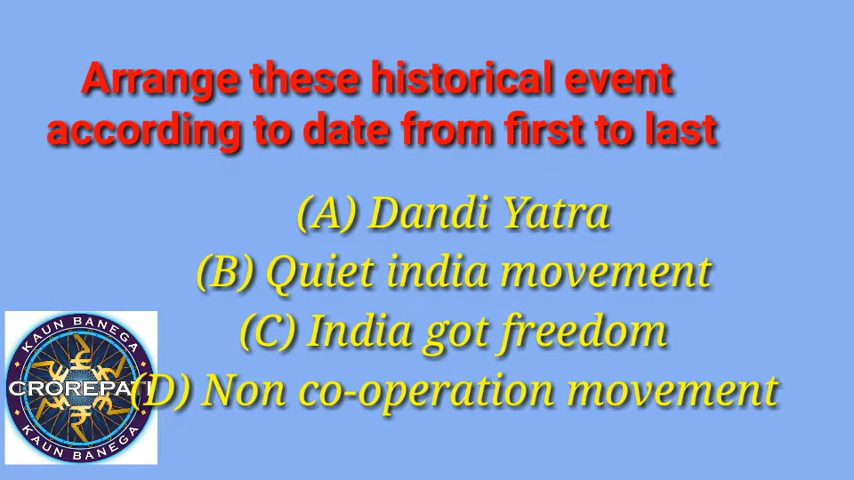 Arrange these historical event
according to date from first to last
(A) Dandi Yatra
(B) Quiet india movement
(C) India got freedom
(D) Non co-operation movement
KAUN BANEGA
CROREPATI
KAUN BANEGA